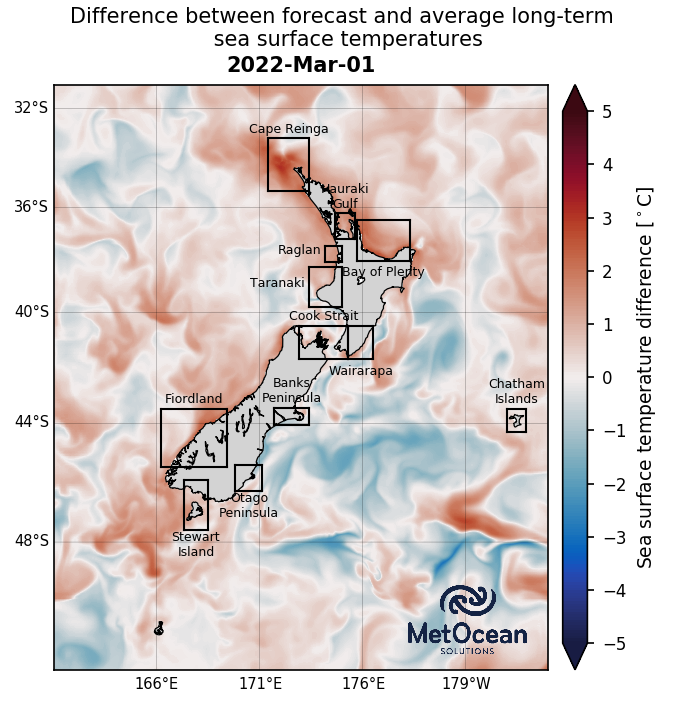 Difference between forecast and average long-term
sea surface temperatures
2022-Mar-01
32°S
36°S
40°S
44°S
48°S
Cape Reinga
Hauraki
Gulf
Raglan
Bay of Plenty
Taranaki
Cook Strait
Wairarapa
Banks
Peninsula
Fiordland
Chatham
Islands
Otago
Peninsula
Stewart
Island
MetOcean
SOLUTIONS
166°E
171°E
176°E
179°W
5
4
3
2
1
0
−1
−2
−3
−4
−5
Sea surface temperature difference [°C]